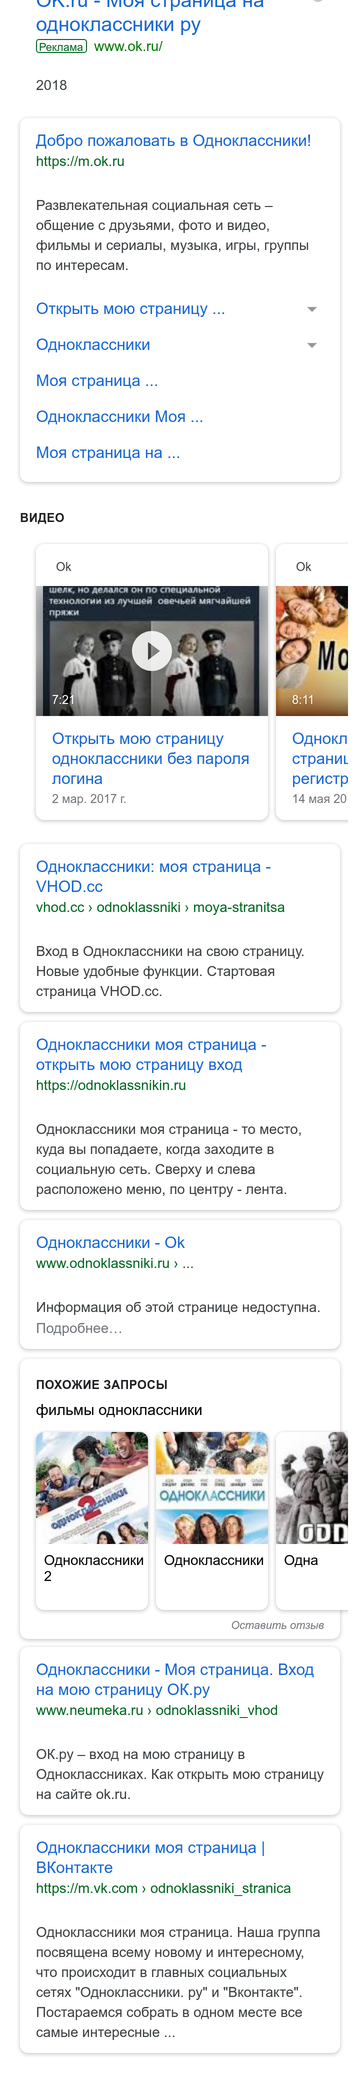 OK.ru - Моя страница на
одноклассники ру
Реклама www.ok.ru/
2018
Добро пожаловать в Одноклассники!
https://m.ok.ru
Развлекательная социальная сеть –
общение с друзьями, фото и видео,
фильмы и сериалы, музыка, игры, группы
по интересам.
Открыть мою страницу ...
Одноклассники
Моя страница ...
Одноклассники Моя ...
Моя страница на ...
ВИДЕО
Ok
Ok
шелк, но делался он по специальной
технологии из лучшей овечьей мягчайшей
пряжи
Мо
7:21
8:11
Открыть мою страницу
одноклассники без пароля
логина
2 мар. 2017 г.
Однокл
страниц
регистр
14 мая 20
Одноклассники: моя страница -
VHOD.cc
vhod.cc › odnoklassniki › moya-stranitsa
Вход в Одноклассники на свою страницу.
Новые удобные функции. Стартовая
страница VHOD.cc.
Одноклассники моя страница -
открыть мою страницу вход
https://odnoklassnikin.ru
Одноклассники моя страница - то место,
куда вы попадаете, когда заходите в
социальную сеть. Сверху и слева
расположено меню, по центру - лента.
Одноклассники - Ok
www.odnoklassniki.ru › ...
Информация об этой странице недоступна.
Подробнее…
ПОХОЖИЕ ЗАПРОСЫ
фильмы одноклассники
ОДНОКЛАССНИКИ
2
ОДНОКЛАССНИКИ
ОДН
Одноклассники
2
Одноклассники
Одна
Оставить отзыв
Одноклассники - Моя страница. Вход
на мою страницу ОК.ру
www.neumeka.ru › odnoklassniki_vhod
ОК.ру – вход на мою страницу в
Одноклассниках. Как открыть мою страницу
на сайте ok.ru.
Одноклассники моя страница |
ВКонтакте
https://m.vk.com › odnoklassniki_stranica
Одноклассники моя страница. Наша группа
посвящена всему новому и интересному,
что происходит в главных социальных
сетях "Одноклассники. ру" и "Вконтакте".
Постараемся собрать в одном месте все
самые интересные ...